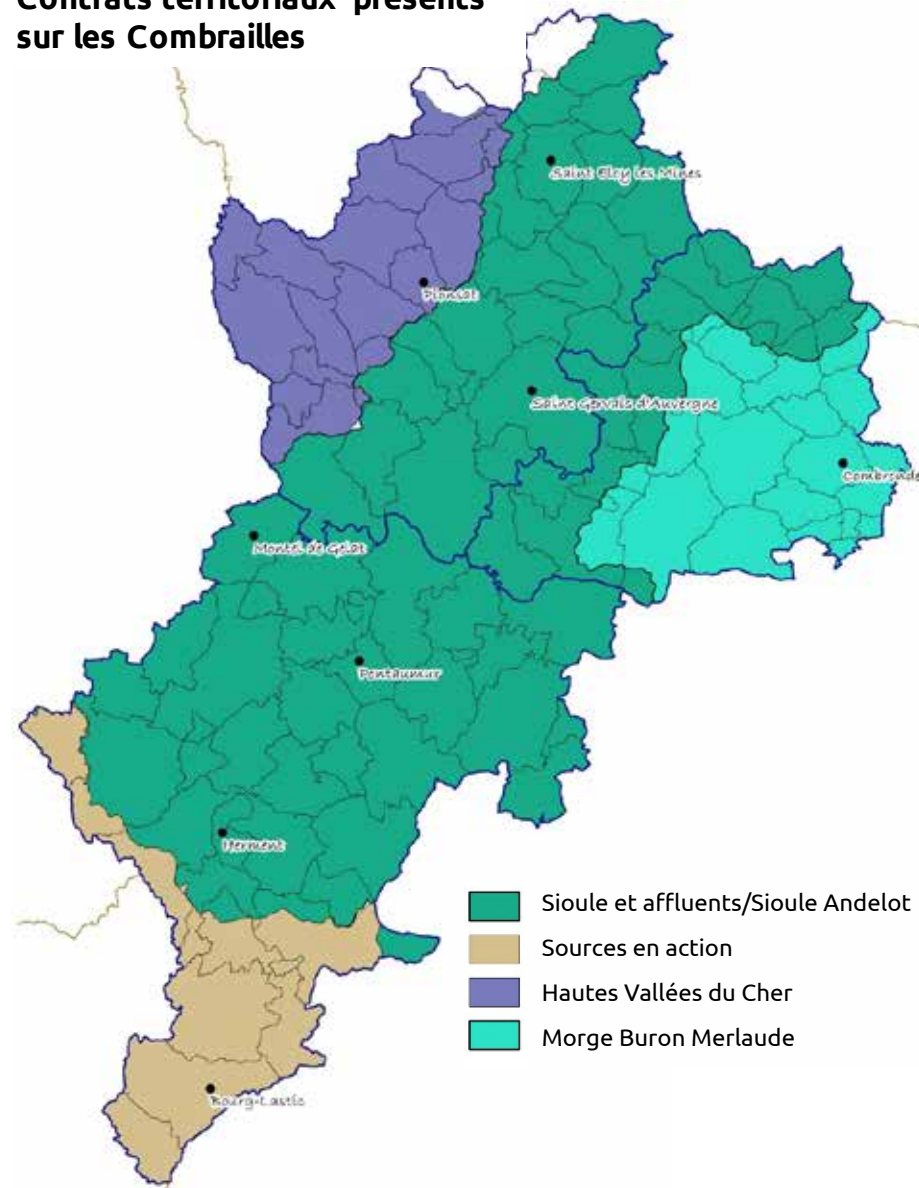 Contrats territoriaux présents
sur les Combrailles
Saint Eloy les Mines
Pionsat
Saint Gervais d'Auvergne
Combronde
Montel de Gelat
Pontaumur
Herment
Bourg-Lastic
Sioule et affluents/Sioule Andelot
Sources en action
Hautes Vallées du Cher
Morge Buron Merlaude